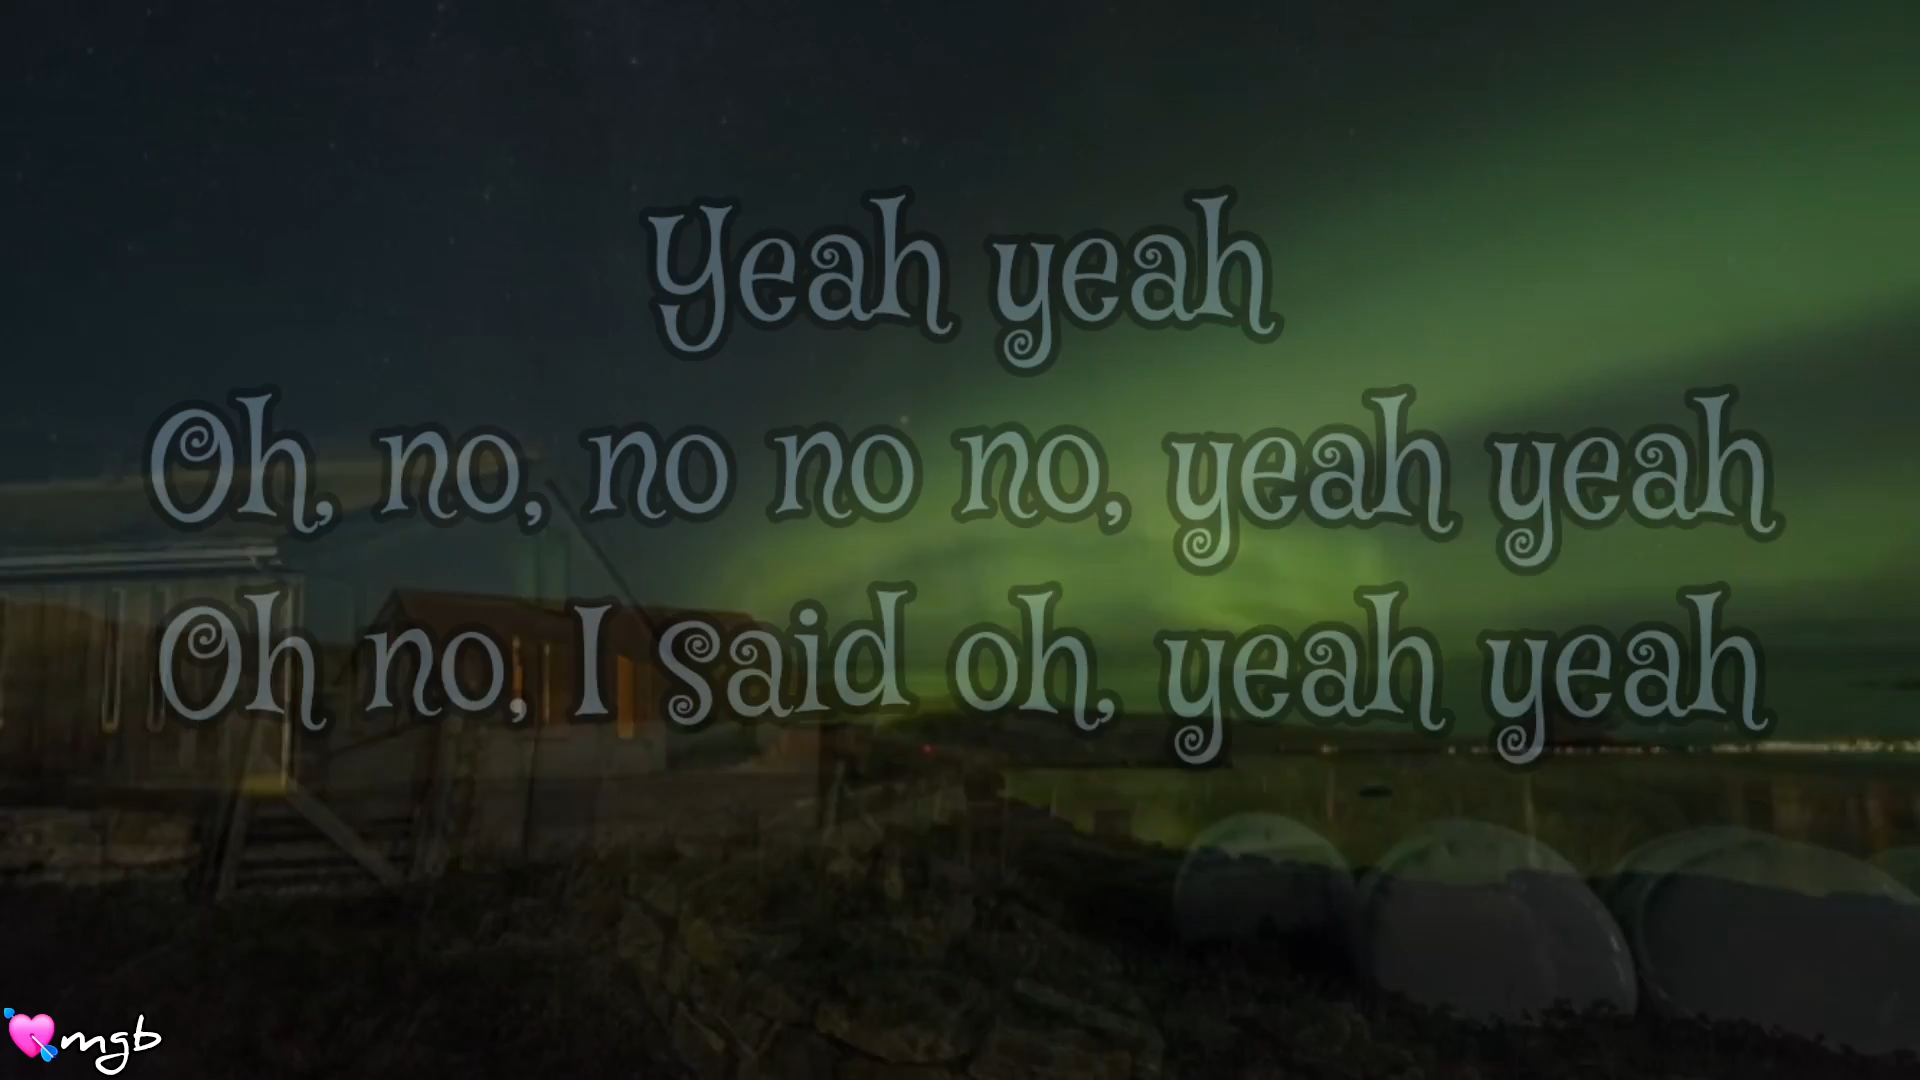 Yeah yeah
Oh, no, no no no, yeah yeah
Oh no, I said oh, yeah yeah
mgb